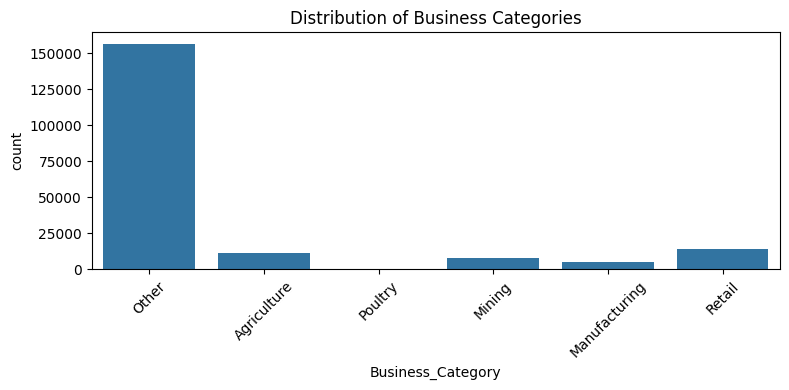 Distribution of Business Categories
150000
125000
100000
75000
50000
25000
0
count
Other
Agriculture
Poultry
Mining
Manufacturing
Retail
Business_Category